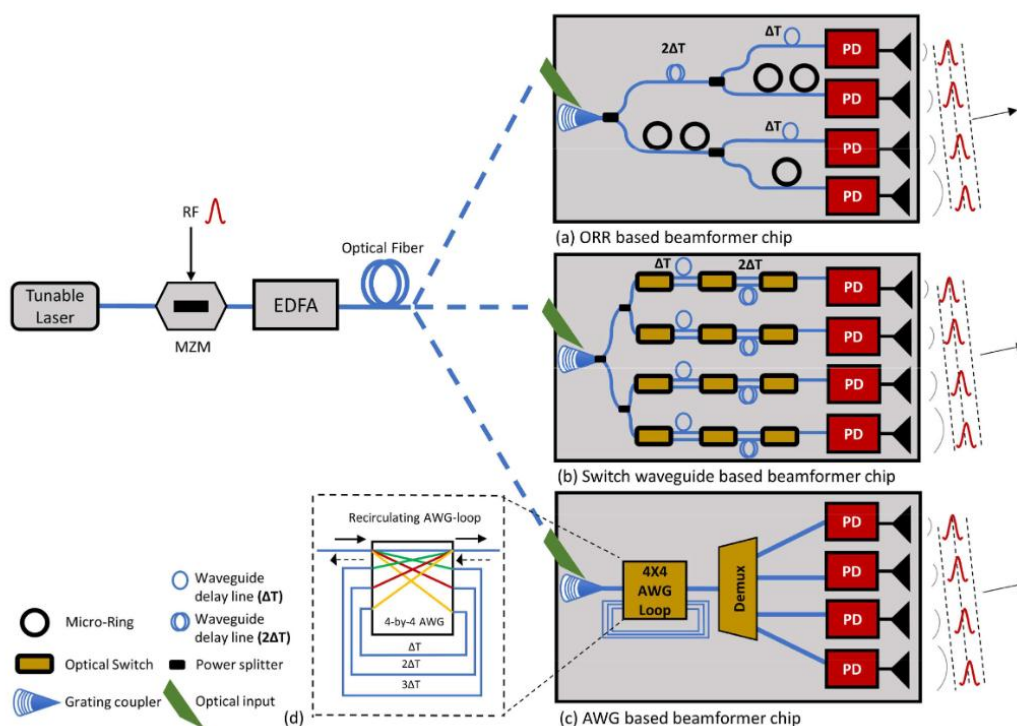 ΔT
PD
2ΔT
PD
ΔT
PD
PD
(a) ORR based beamformer chip
RF
Optical Fiber
Tunable
Laser
EDFA
MZM
ΔT
2ΔT
PD
PD
PD
PD
(b) Switch waveguide based beamformer chip
Recirculating AWG-loop
4-by-4 AWG
ΔT
2ΔT
3ΔT
(d)
Waveguide
delay line (ΔT)
Micro-Ring
Waveguide
delay line (2ΔT)
Optical Switch
Power splitter
Grating coupler
Optical input
4X4
AWG
Loop
Demux
PD
PD
PD
PD
(c) AWG based beamformer chip